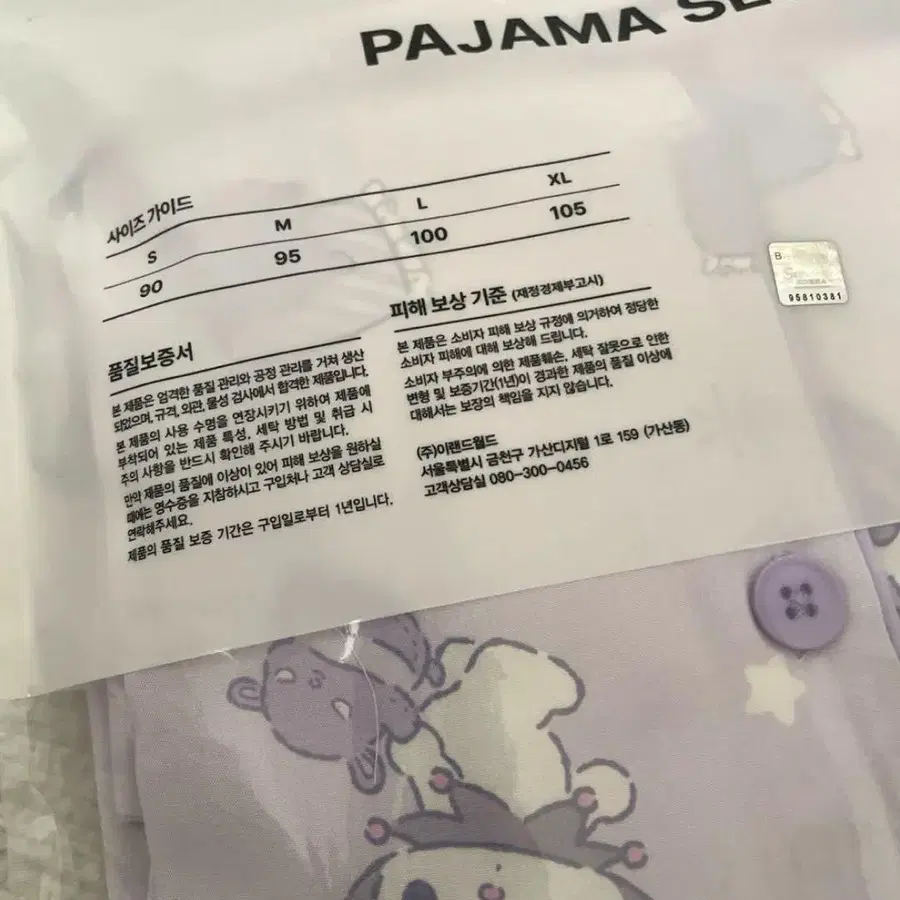 PAJAMA SE
사이즈 가이드
S M L XL
90 95 100 105
품질보증서
본 제품은 엄격한 품질 관리와 공정 관리를 거쳐 생산
되었으며, 규격, 외관, 물성 검사에서 합격한 제품입니다.
본 제품의 사용 수명을 연장시키기 위하여 제품에
부착되어 있는 제품 특성, 세탁 방법 및 취급 시
주의 사항을 반드시 확인해 주시기 바랍니다.
만약 제품의 품질에 이상이 있어 피해 보상을 원하실
때에는 영수증을 지참하시고 구입처나 고객 상담실로
연락해주세요.
제품의 품질 보증 기간은 구입일로부터 1년입니다.
피해 보상 기준 (재정경제부고시)
본 제품은 소비자 피해 보상 규정에 의거하여 정당한
소비자 피해에 대해 보상해 드립니다.
소비자 부주의에 의한 제품훼손, 세탁 잘못으로 인한
변형 및 보증기간(1년)이 경과한 제품의 품질 이상에
대해서는 보장의 책임을 지지 않습니다.
(주)이랜드월드
서울특별시 금천구 가산디지털 1로 159 (가산동)
고객상담실 080-300-0456
B
95810381